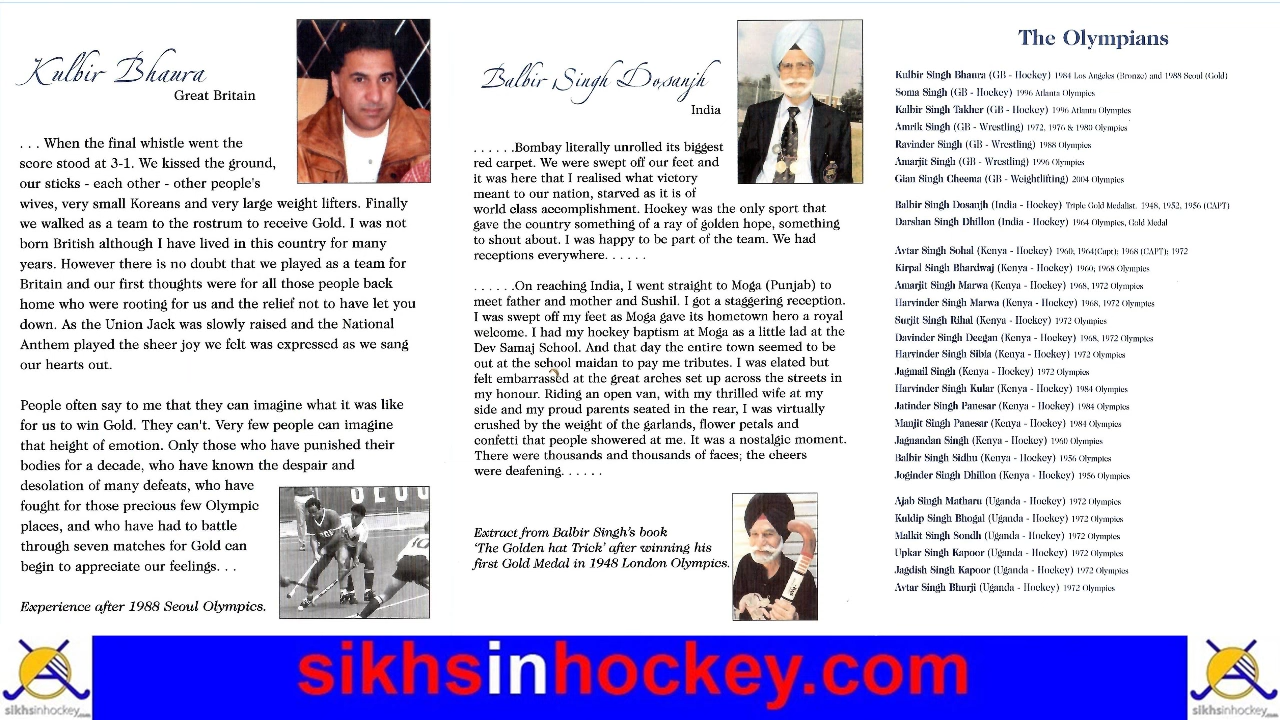 Kulbir Bhaura
Great Britain
. . . When the final whistle went the
score stood at 3-1. We kissed the ground,
our sticks - each other - other people's
wives, very small Koreans and very large weight lifters. Finally
we walked as a team to the rostrum to receive Gold. I was not
born British although I have lived in this country for many
years. However there is no doubt that we played as a team for
Britain and our first thoughts were for all those people back
home who were rooting for us and the relief not to have let you
down. As the Union Jack was slowly raised and the National
Anthem played the sheer joy we felt was expressed as we sang
our hearts out.
People often say to me that they can imagine what it was like
for us to win Gold. They can't. Very few people can imagine
that height of emotion. Only those who have punished their
bodies for a decade, who have known the despair and
desolation of many defeats, who have
fought for those precious few Olympic
places, and who have had to battle
through seven matches for Gold can
begin to appreciate our feelings. . .
Experience after 1988 Seoul Olympics.
Balbir Singh Dosanjh
India
. . . . . .Bombay literally unrolled its biggest
red carpet. We were swept off our feet and
it was here that I realised what victory
meant to our nation, starved as it is of
world class accomplishment. Hockey was the only sport that
gave the country something of a ray of golden hope, something
to shout about. I was happy to be part of the team. We had
receptions everywhere. . . . . .
. . . . . .On reaching India, I went straight to Moga (Punjab) to
meet father and mother and Sushil. I got a staggering reception.
I was swept off my feet as Moga gave its hometown hero a royal
welcome. I had my hockey baptism at Moga as a little lad at the
Dev Samaj School. And that day the entire town seemed to be
out at the school maidan to pay me tributes. I was elated but
felt embarrassed at the great arches set up across the streets in
my honour. Riding an open van, with my thrilled wife at my
side and my proud parents seated in the rear, I was virtually
crushed by the weight of the garlands, flower petals and
confetti that people showered at me. It was a nostalgic moment.
There were thousands and thousands of faces; the cheers
were deafening. . . . . .
Extract from Balbir Singh's book
'The Golden hat Trick' after winning his
first Gold Medal in 1948 London Olympics.
The Olympians
Kulbir Singh Bhaura (GB - Hockey) 1984 Los Angeles (Bronze) and 1988 Seoul (Gold)
Soma Singh (GB - Hockey) 1996 Atlanta Olympics
Kalbir Singh Takher (GB - Hockey) 1996 Atlanta Olympics
Amrik Singh (GB - Wrestling) 1972, 1976 & 1980 Olympics
Ravinder Singh (GB - Wrestling) 1988 Olympics
Amarjit Singh (GB - Wrestling) 1996 Olympics
Gian Singh Cheema (GB - Weightlifting) 2004 Olympics
Balbir Singh Dosanjh (India - Hockey) Triple Gold Medalist. 1948, 1952, 1956 (CAPT)
Darshan Singh Dhillon (India - Hockey) 1964 Olympics, Gold Medal
Avtar Singh Sohal (Kenya - Hockey) 1960; 1964(Capt); 1968 (CAPT); 1972
Kirpal Singh Bhardwaj (Kenya - Hockey) 1960; 1968 Olympics
Amarjit Singh Marwa (Kenya - Hockey) 1968, 1972 Olympics
Harvinder Singh Marwa (Kenya - Hockey) 1968, 1972 Olympics
Surjit Singh Rihal (Kenya - Hockey) 1972 Olympics
Davinder Singh Deegan (Kenya - Hockey) 1968, 1972 Olympics
Harvinder Singh Sibia (Kenya - Hockey) 1972 Olympics
Jagmail Singh (Kenya - Hockey) 1972 Olympics
Harvinder Singh Kular (Kenya - Hockey) 1984 Olympics
Jatinder Singh Panesar (Kenya - Hockey) 1984 Olympics
Manjit Singh Panesar (Kenya - Hockey) 1984 Olympics
Jagnandan Singh (Kenya - Hockey) 1960 Olympics
Balbir Singh Sidhu (Kenya - Hockey) 1956 Olympics
Joginder Singh Dhillon (Kenya - Hockey) 1956 Olympics
Ajab Singh Matharu (Uganda - Hockey) 1972 Olympics
Kuldip Singh Bhogal (Uganda - Hockey) 1972 Olympics
Malkit Singh Sondh (Uganda - Hockey) 1972 Olympics
Upkar Singh Kapoor (Uganda - Hockey) 1972 Olympics
Jagdish Singh Kapoor (Uganda - Hockey) 1972 Olympics
Avtar Singh Bhurji (Uganda - Hockey) 1972 Olympics
sikhsinhockey.com
sikhsinhockey.com
sikhsinhockey.com